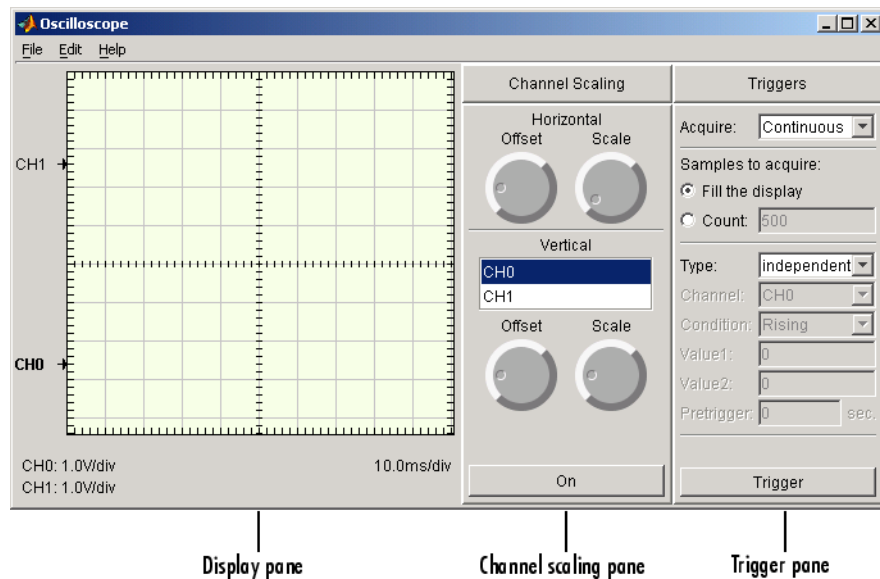 Oscilloscope
File Edit Help
CH1
CH0
CH0: 1.0V/div
10.0ms/div
CH1: 1.0V/div
Channel Scaling
Horizontal
Offset Scale
Vertical
CH0
CH1
Offset Scale
On
Triggers
Acquire: Continuous
Samples to acquire:
Fill the display
Count: 500
Type: independent
Channel: CH0
Condition: Rising
Value1: 0
Value2: 0
Pretrigger: 0 sec.
Trigger
Display pane
Channel scaling pane
Trigger pane